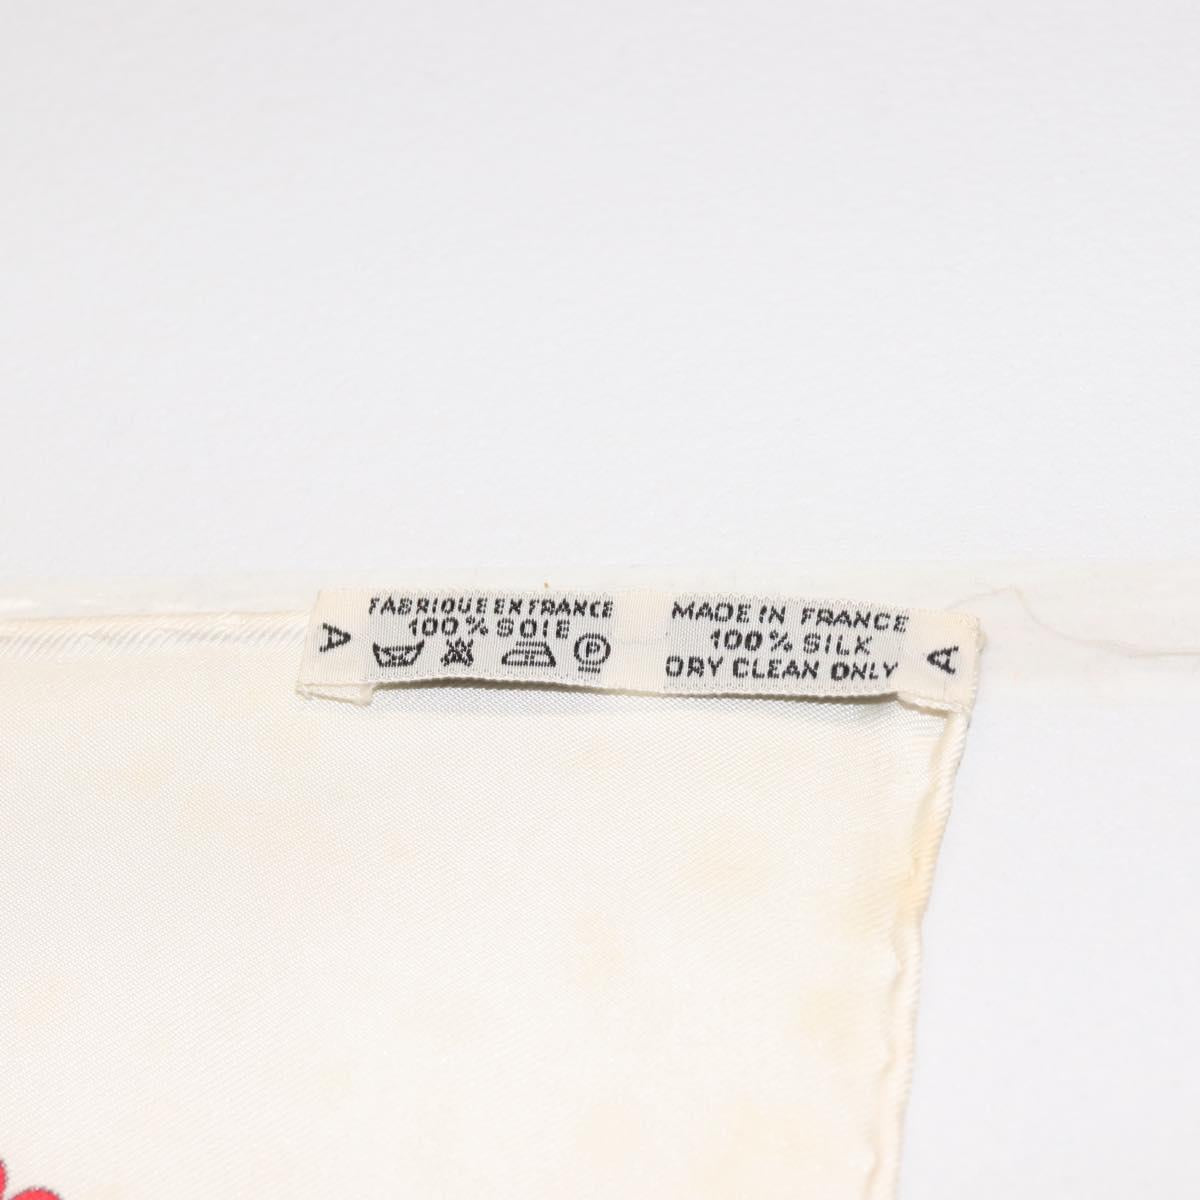 A
FABRIQUE EN FRANCE
100% SOIE
P
MADE IN FRANCE
100% SILK
DRY CLEAN ONLY
A